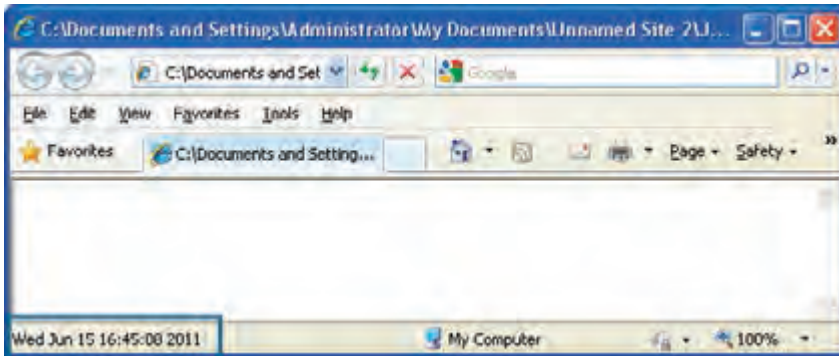 C:\Documents and Settings\Administrator\My Documents\Unnamed Site 2\J...
C:\Documents and Set Google
File Edit View Favorites Tools Help
Favorites C:\Documents and Setting... Page Safety »
Wed Jun 15 16:45:08 2011 My Computer 100%